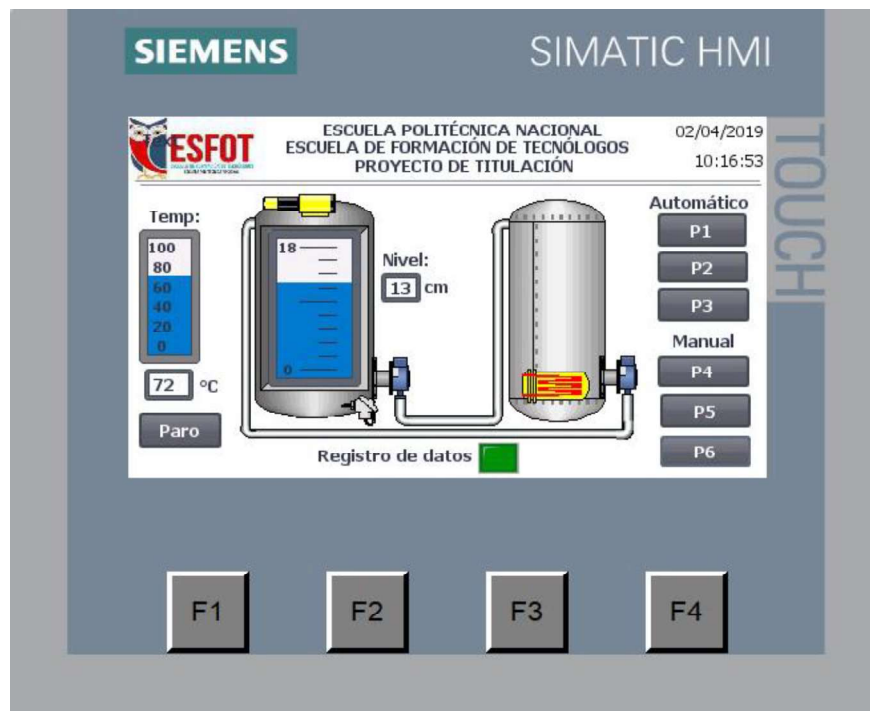 SIEMENS
SIMATIC HMI
TOUCH
ESFOT
ESCUELA POLITÉCNICA NACIONAL
ESCUELA DE FORMACIÓN DE TECNÓLOGOS
PROYECTO DE TITULACIÓN
02/04/2019
10:16:53
Temp:
100
80
60
40
20
0
72 °C
Paro
18
0
Nivel:
13 cm
Registro de datos
Automático
P1
P2
P3
Manual
P4
P5
P6
F1
F2
F3
F4